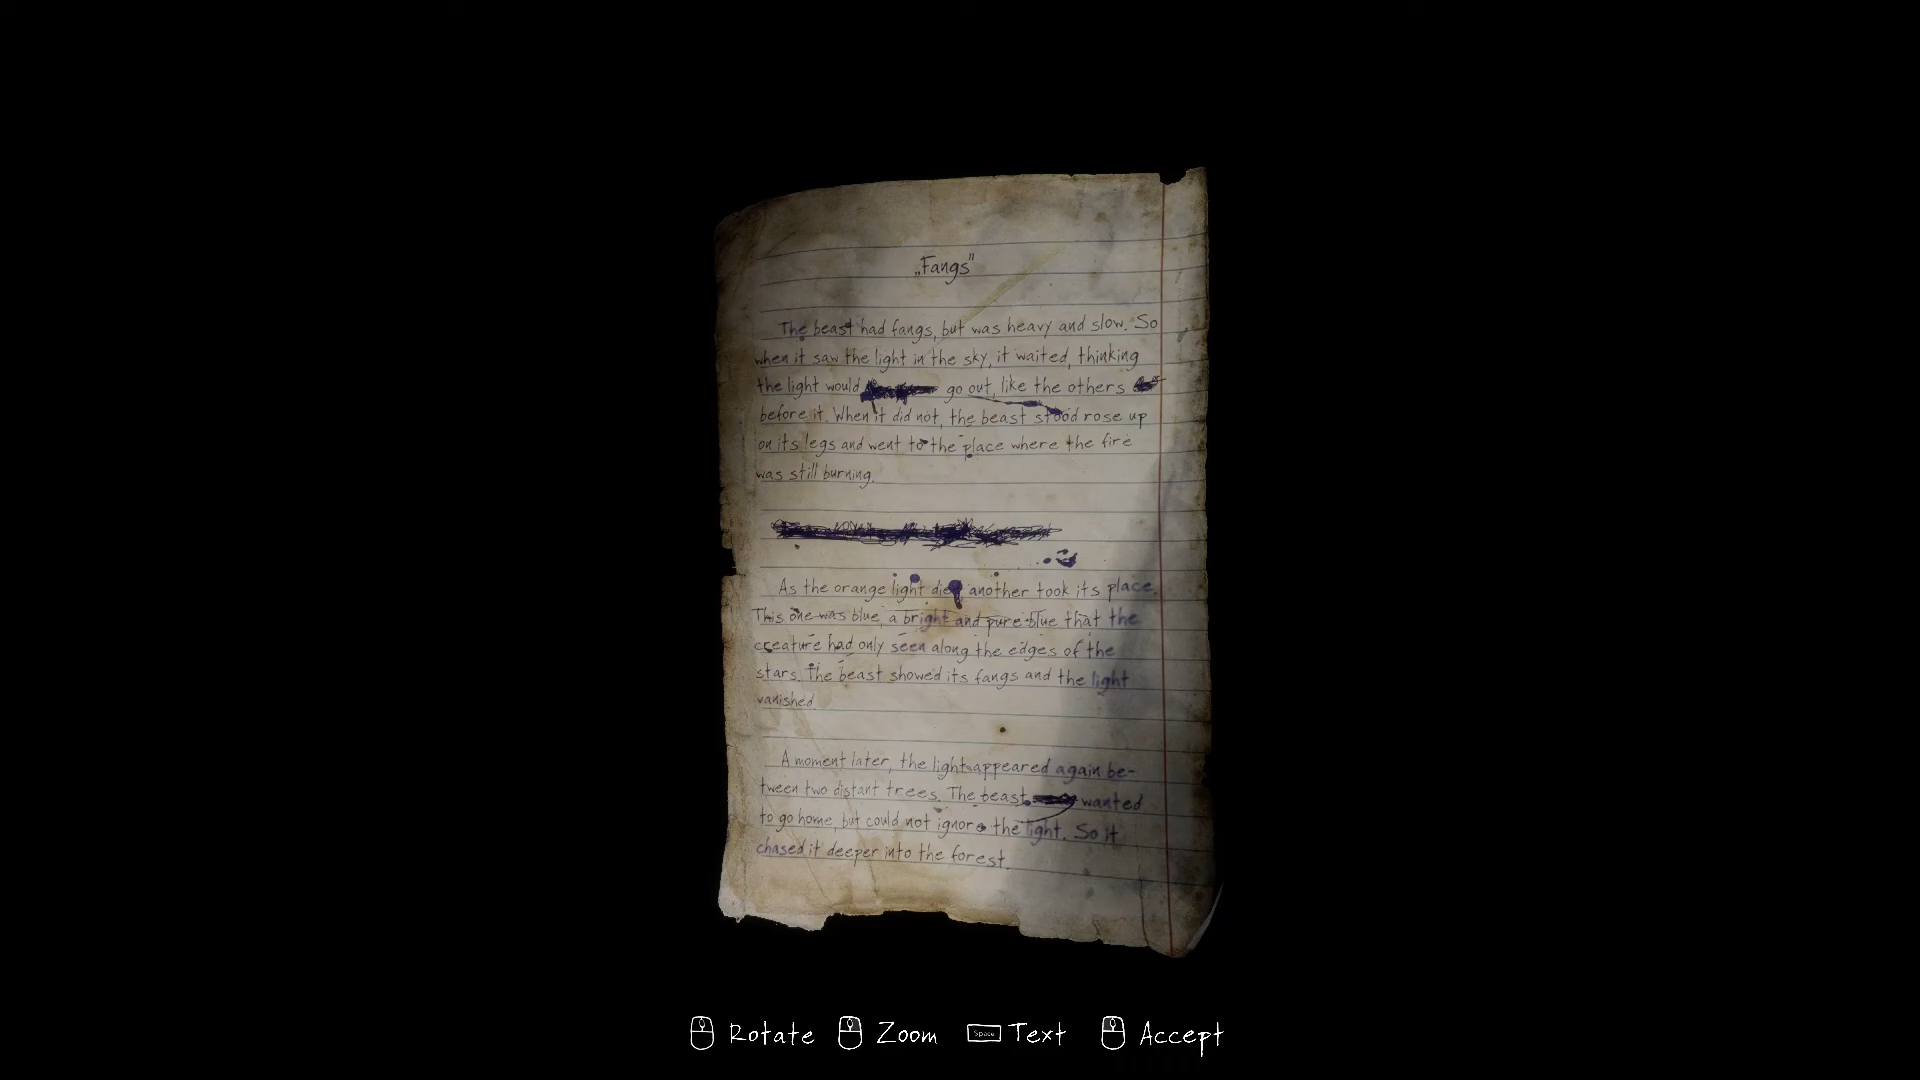 „Fangs"
The beast had fangs, but was heavy and slow. So
when it saw the light in the sky, it waited, thinking
the light would go out, like the others
before it. When it did not, the beast stood rose up
on its legs and went to the place where the fire
was still burning.
As the orange light died another took its place.
This one was blue, a bright and pure blue that the
creature had only seen along the edges of the
stars. The beast showed its fangs and the light
vanished.
A moment later, the light appeared again be-
tween two distant trees. The beast wanted
to go home, but could not ignore the light. So it
chased it deeper into the forest.
Rotate Zoom Space Text Accept